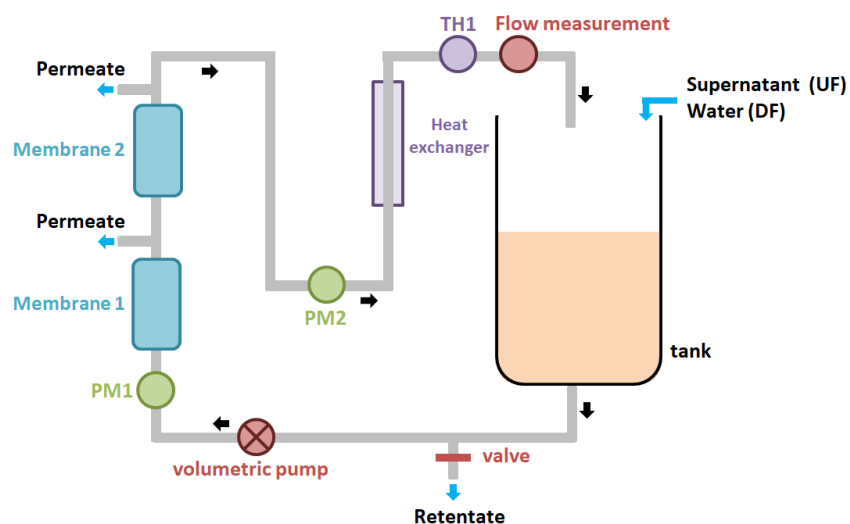 TH1
Flow measurement
Permeate
Supernatant (UF)
Water (DF)
Heat
exchanger
Membrane 2
Permeate
Membrane 1
PM2
tank
PM1
volumetric pump
valve
Retentate